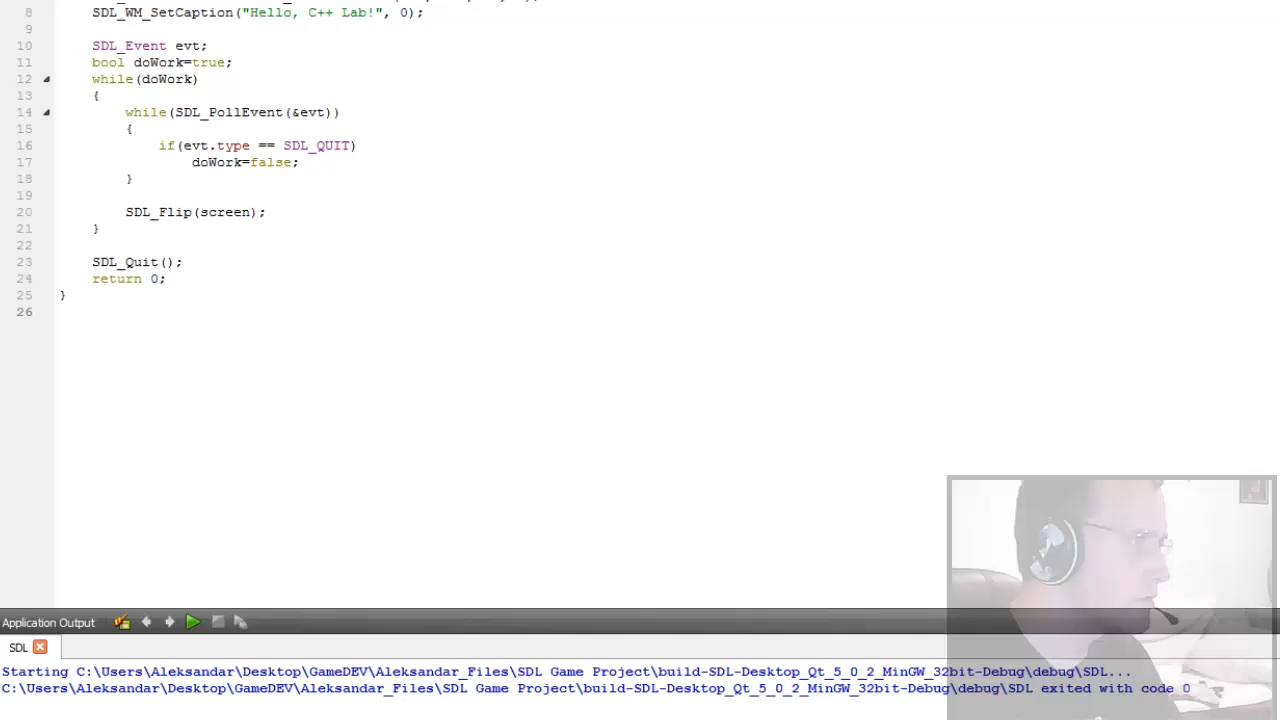 8 SDL_WM_SetCaption("Hello, C++ Lab!", 0);
9
10 SDL_Event evt;
11 bool doWork=true;
12 while(doWork)
13 {
14 while(SDL_PollEvent(&evt))
15 {
16 if(evt.type == SDL_QUIT)
17 doWork=false;
18 }
19
20 SDL_Flip(screen);
21 }
22
23 SDL_Quit();
24 return 0;
25 }
26
Application Output
SDL
Starting C:\Users\Aleksandar\Desktop\GameDEV\Aleksandar_Files\SDL Game Project\build-SDL-Desktop_Qt_5_0_2_MinGW_32bit-Debug\debug\SDL...
C:\Users\Aleksandar\Desktop\GameDEV\Aleksandar_Files\SDL Game Project\build-SDL-Desktop_Qt_5_0_2_MinGW_32bit-Debug\debug\SDL exited with code 0